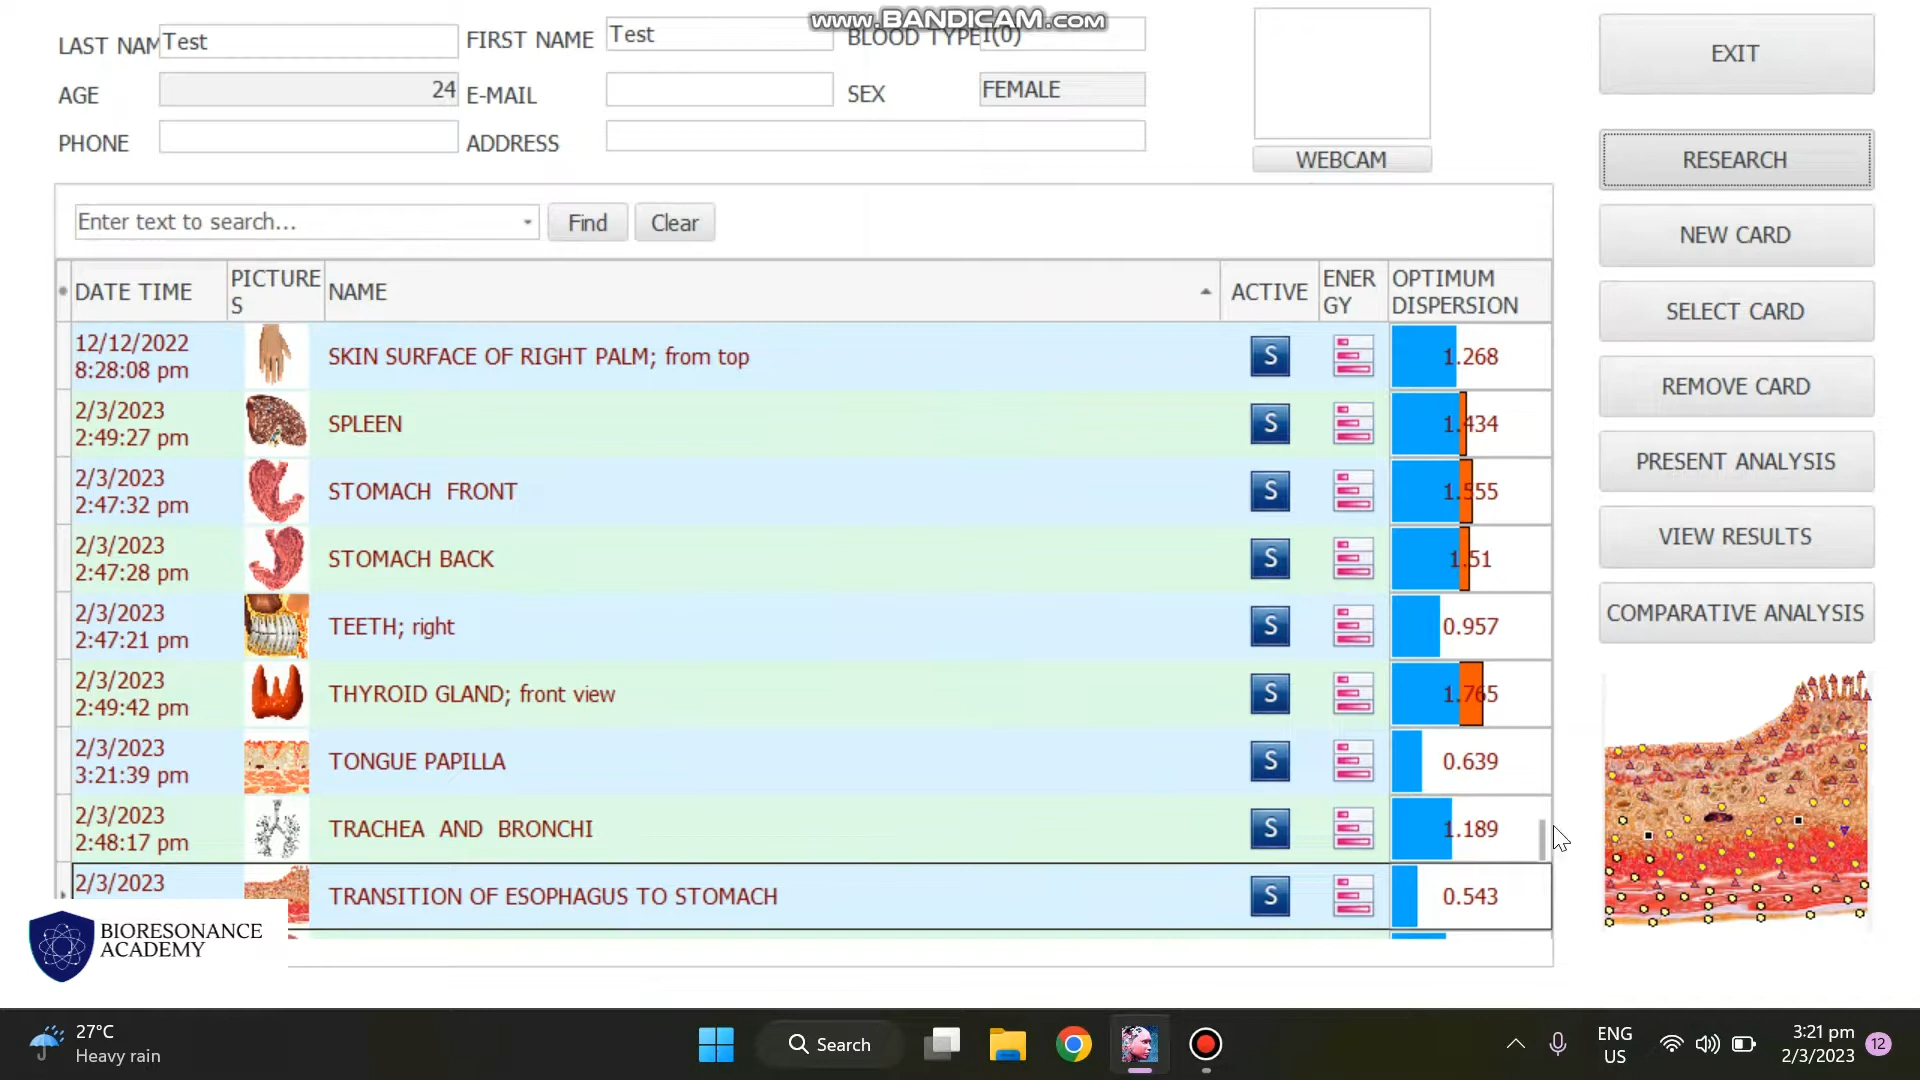 www.BANDICAM.com
LAST NAM Test FIRST NAME Test BLOOD TYPE I(0)
AGE 24 E-MAIL SEX FEMALE
PHONE ADDRESS
WEBCAM
EXIT
RESEARCH
NEW CARD
SELECT CARD
REMOVE CARD
PRESENT ANALYSIS
VIEW RESULTS
COMPARATIVE ANALYSIS
Enter text to search... Find Clear
DATE TIME PICTURE
S NAME ACTIVE ENER
GY OPTIMUM
DISPERSION
12/12/2022
8:28:08 pm SKIN SURFACE OF RIGHT PALM; from top S 1.268
2/3/2023
2:49:27 pm SPLEEN S 1.434
2/3/2023
2:47:32 pm STOMACH FRONT S 1.555
2/3/2023
2:47:28 pm STOMACH BACK S 1.51
2/3/2023
2:47:21 pm TEETH; right S 0.957
2/3/2023
2:49:42 pm THYROID GLAND; front view S 1.765
2/3/2023
3:21:39 pm TONGUE PAPILLA S 0.639
2/3/2023
2:48:17 pm TRACHEA AND BRONCHI S 1.189
2/3/2023
TRANSITION OF ESOPHAGUS TO STOMACH S 0.543
BIORESONANCE
ACADEMY
27°C
Heavy rain
Search
ENG
US
3:21 pm
2/3/2023
12